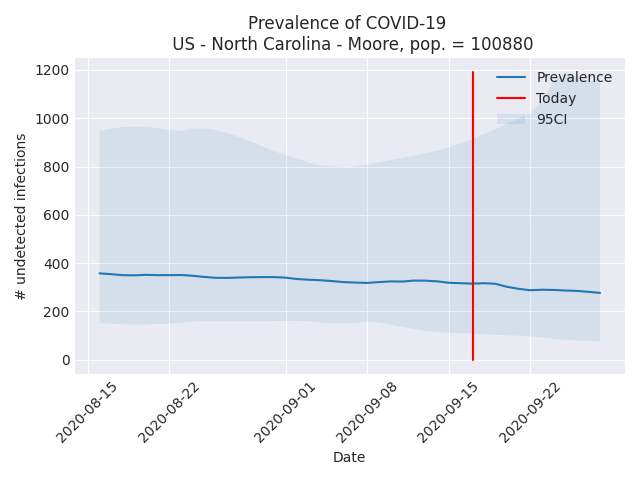 Prevalence of COVID-19
US - North Carolina - Moore, pop. = 100880
1200
1000
800
600
400
200
0
# undetected infections
Prevalence
Today
95CI
2020-08-15
2020-08-22
2020-09-01
2020-09-08
2020-09-15
2020-09-22
Date